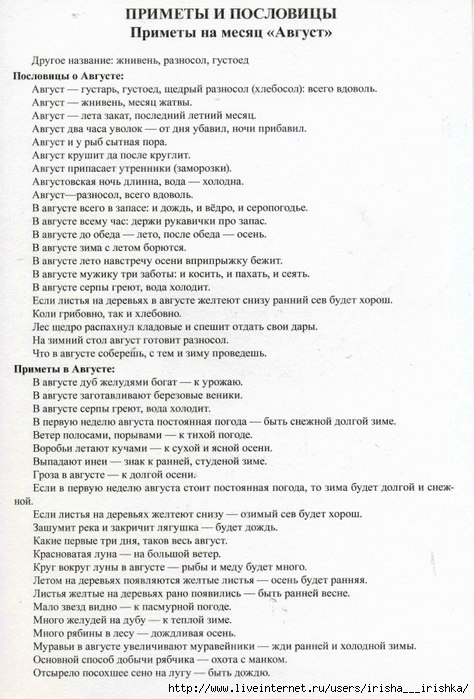 ПРИМЕТЫ И ПОСЛОВИЦЫ
Приметы на месяц «Август»
Другое название: жнивень, разносол, густоед
Пословицы о Августе:
Август — густарь, густоед, щедрый разносол (хлебосол): всего вдоволь.
Август — жнивень, месяц жатвы.
Август — лета закат, последний летний месяц.
Август два часа уволок — от дня убавил, ночи прибавил.
Август и у рыб сытная пора.
Август крушит да после круглит.
Август припасает утренники (заморозки).
Августовская ночь длинна, вода — холодна.
Август—разносол, всего вдоволь.
В августе всего в запасе: и дождь, и вёдро, и серопогодье.
В августе всему час: держи рукавички про запас.
В августе до обеда — лето, после обеда — осень.
В августе зима с летом борются.
В августе лето навстречу осени вприпрыжку бежит.
В августе мужику три заботы: и косить, и пахать, и сеять.
В августе серпы греют, вода холодит.
Если листья на деревьях в августе желтеют снизу ранний сев будет хорош.
Коли грибовно, так и хлебовно.
Лес щедро распахнул кладовые и спешит отдать свои дары.
На зимний стол август готовит разносол.
Что в августе соберешь, с тем и зиму проведешь.
Приметы в Августе:
В августе дуб желудями богат — к урожаю.
В августе заготавливают березовые веники.
В августе серпы греют, вода холодит.
В первую неделю августа постоянная погода — быть снежной долгой зиме.
Ветер полосами, порывами — к тихой погоде.
Воробьи летают кучами — к сухой и ясной осени.
Выпадают инеи — знак к ранней, студеной зиме.
Гроза в августе — к долгой осени.
Если в первую неделю августа стоит постоянная погода, то зима будет долгой и снеж-
ной.
Если листья на деревьях желтеют снизу — озимый сев будет хорош.
Зашумит река и закричит лягушка — будет дождь.
Какие первые три дня, таков весь август.
Красноватая луна — на большой ветер.
Круг вокруг луны в августе — рыбы и меду будет много.
Летом на деревьях появляются желтые листья — осень будет ранняя.
Листья желтые на деревьях рано появились — быть ранней весне.
Мало звезд видно — к пасмурной погоде.
Много желудей на дубу — к теплой зиме.
Много рябины в лесу — дождливая осень.
Муравьи в августе увеличивают муравейники — жди ранней и холодной зимы.
Основной способ добычи рябчика — охота с манком.
Отсырело посохшее сено на лугу — быть дождю.
http://www.liveinternet.ru/users/irisha___irishka/